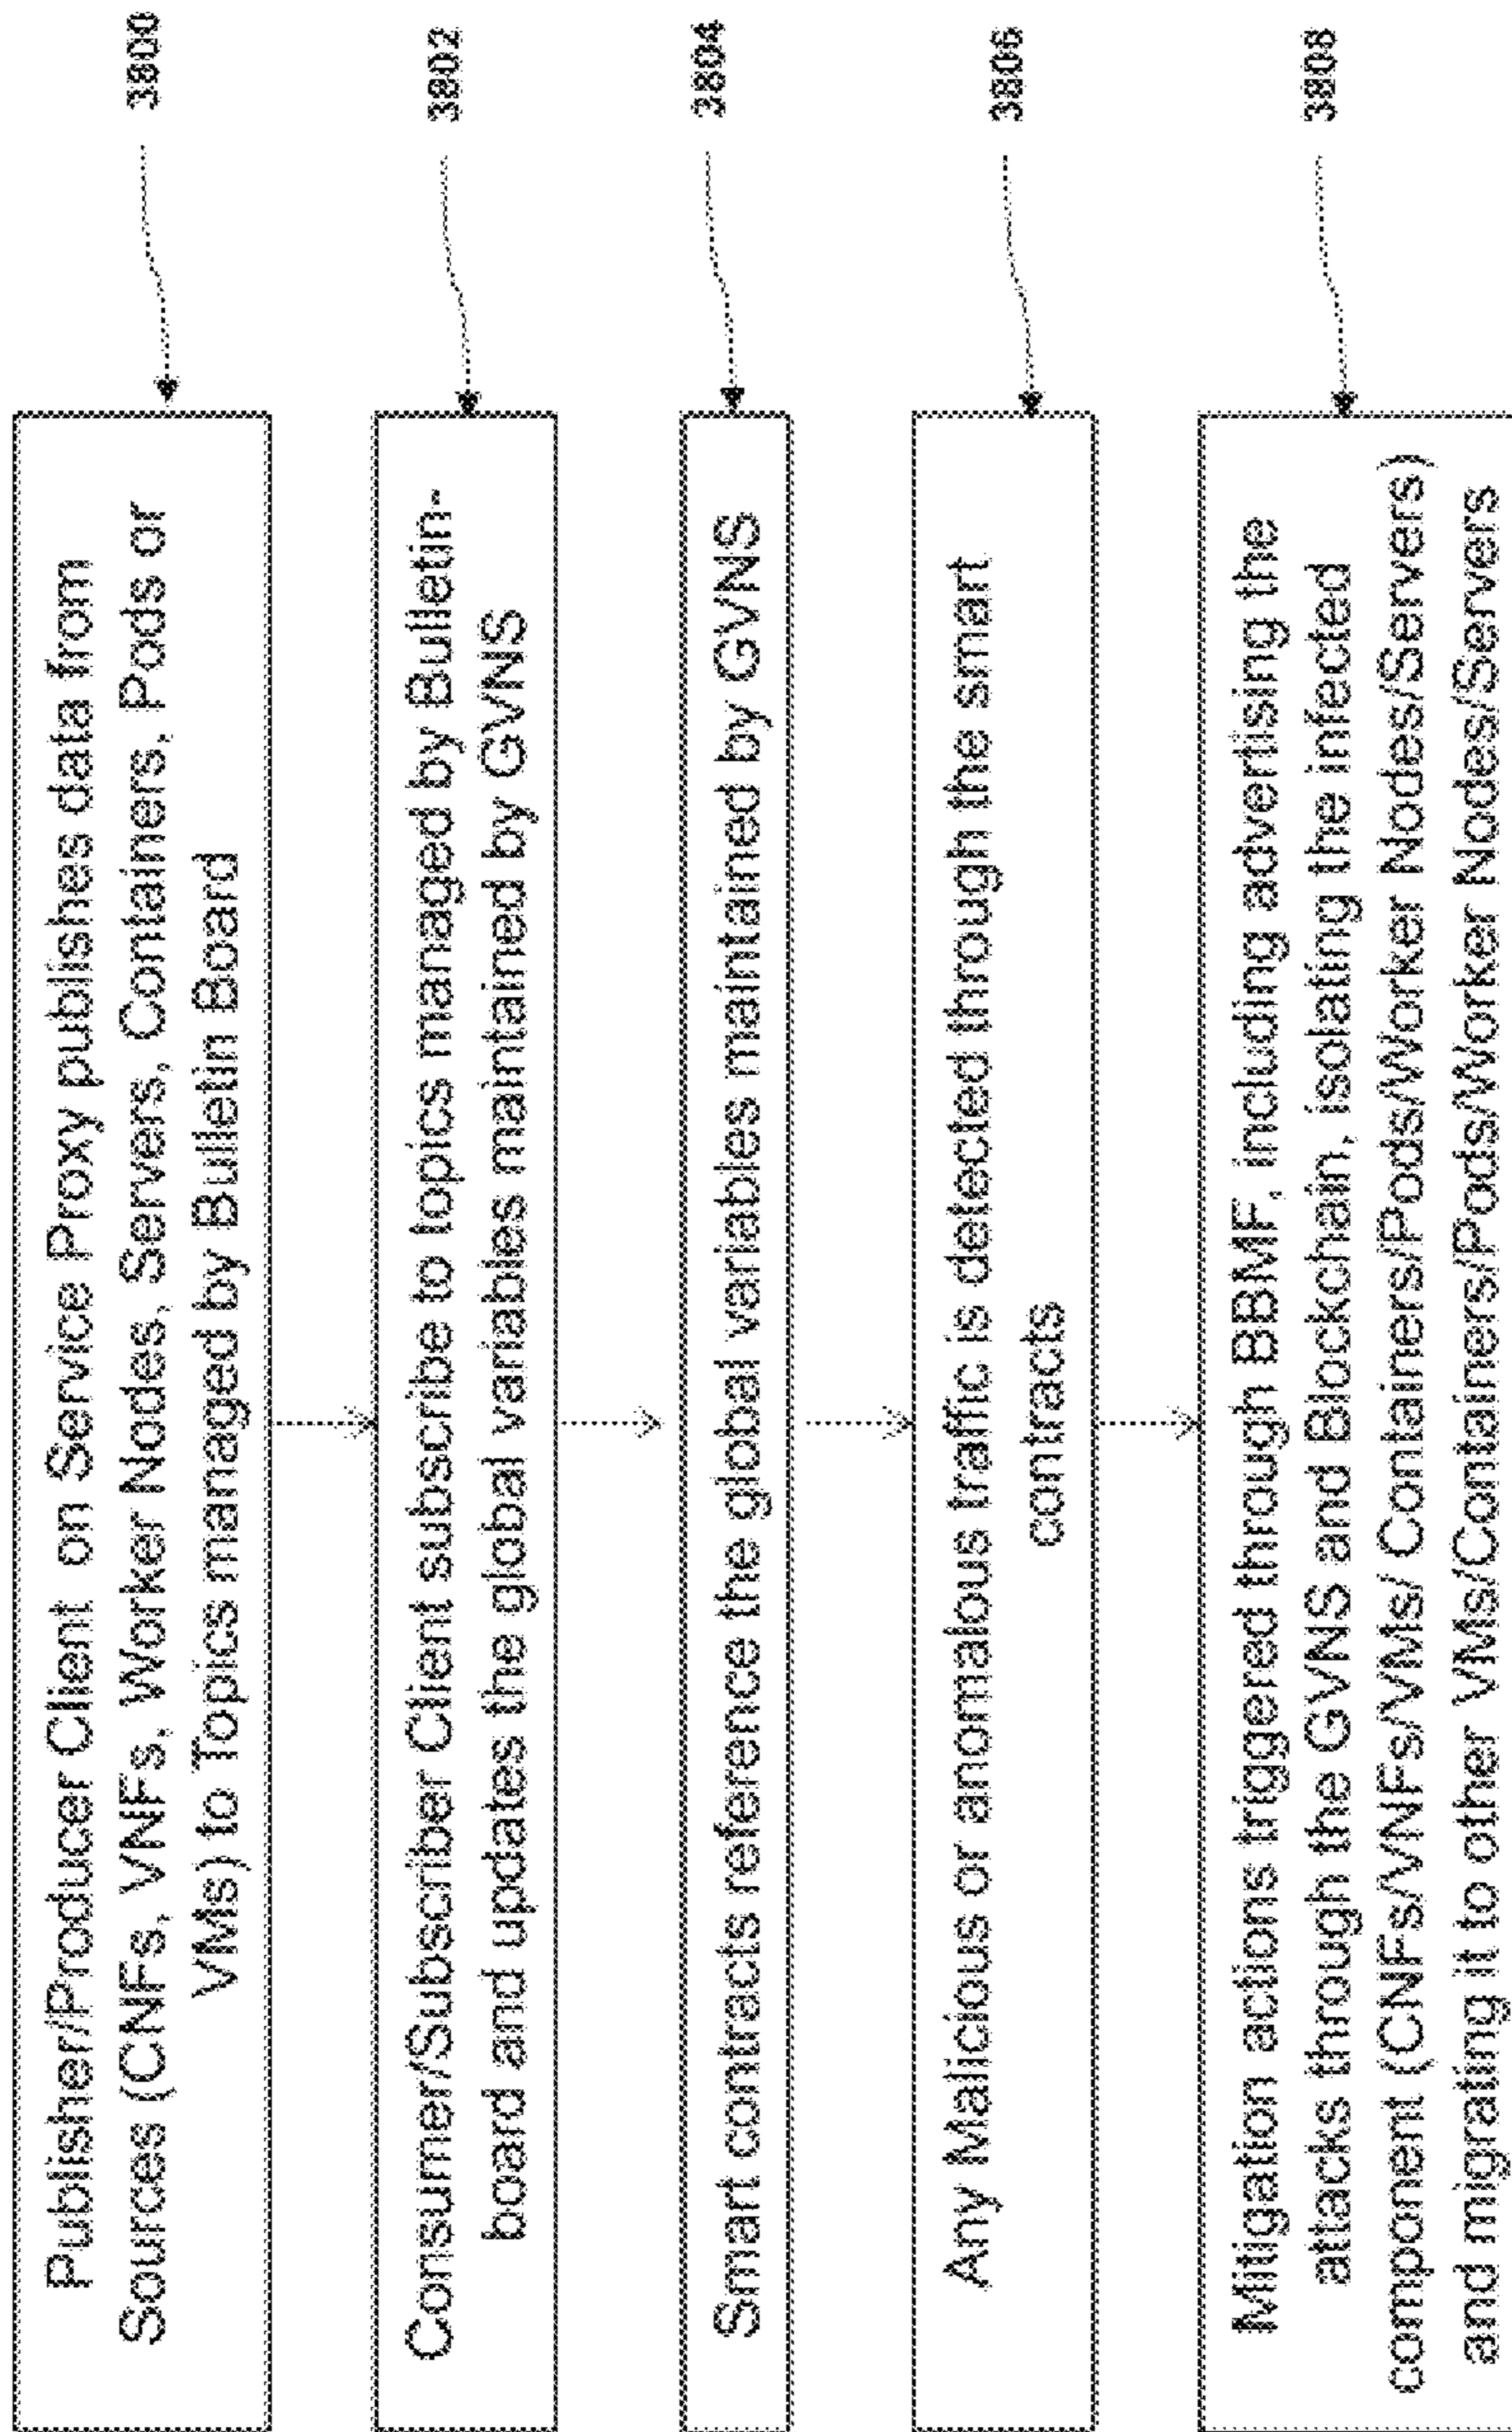 Publisher/Producer Client on Service Proxy publishes data from
Sources (CNFs, VNFs, Worker Nodes, Servers, Containers, Pods or
VMs) to Topics managed by Bulletin Board
3800
Consumer/Subscriber Client subscribe to topics managed by Bulletin-
board and updates the global variables maintained by GVNS
3802
Smart contracts reference the global variables maintained by GVNS
3804
Any Malicious or anomalous traffic is detected through the smart
contracts
3806
Mitigation actions triggered through BBMF, including advertising the
attacks through the GVNS and Blockchain, isolating the infected
component (CNFs/VNFs/VMs/ Containers/Pods/Worker Nodes/Servers)
and migrating it to other VMs/Containers/Pods/Worker Nodes/Servers
3808